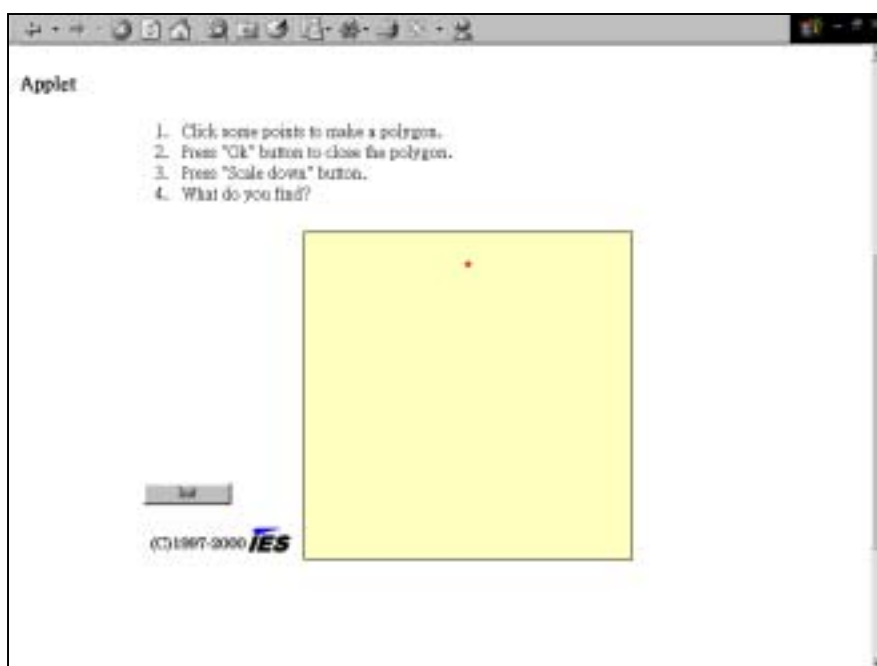 Applet
1. Click some points to make a polygon.
2. Press "Ok" button to close the polygon.
3. Press "Scale down" button.
4. What do you find?
(C)1997-2000 IES